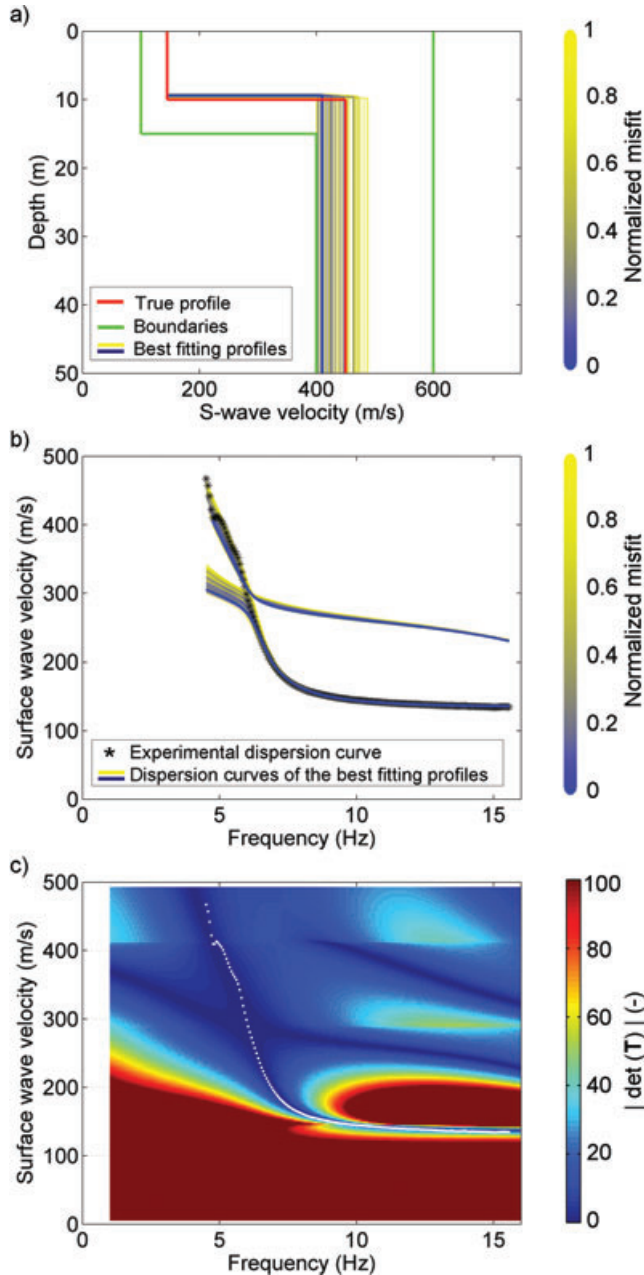 a)
0
10
20
30
40
50
Depth (m)
True profile
Boundaries
Best fitting profiles
0
200
400
600
S-wave velocity (m/s)
1
0.8
0.6
0.4
0.2
0
Normalized misfit
b)
500
400
300
200
100
0
Surface wave velocity (m/s)
* Experimental dispersion curve
Dispersion curves of the best fitting profiles
5
10
15
Frequency (Hz)
1
0.8
0.6
0.4
0.2
0
Normalized misfit
c)
500
400
300
200
100
0
Surface wave velocity (m/s)
5
10
15
Frequency (Hz)
100
80
60
40
20
0
| det (T) | (-)